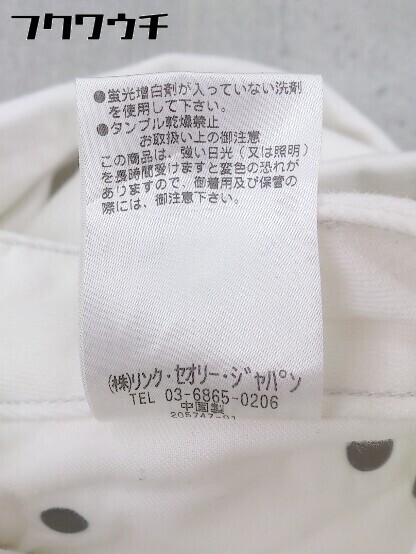 フクワウチ
●蛍光増白剤が入っていない洗剤
を使用して下さい。
●タンブル乾燥禁止
お取扱い上の御注意
この商品は、強い日光(又は照明)
を長時間受けますと変色の恐れが
ありますので、御着用及び保管の
際には、御注意下さい。
(株)リンク・セオリー・ジャパン
TEL 03-6865-0206
中国製
205747-01